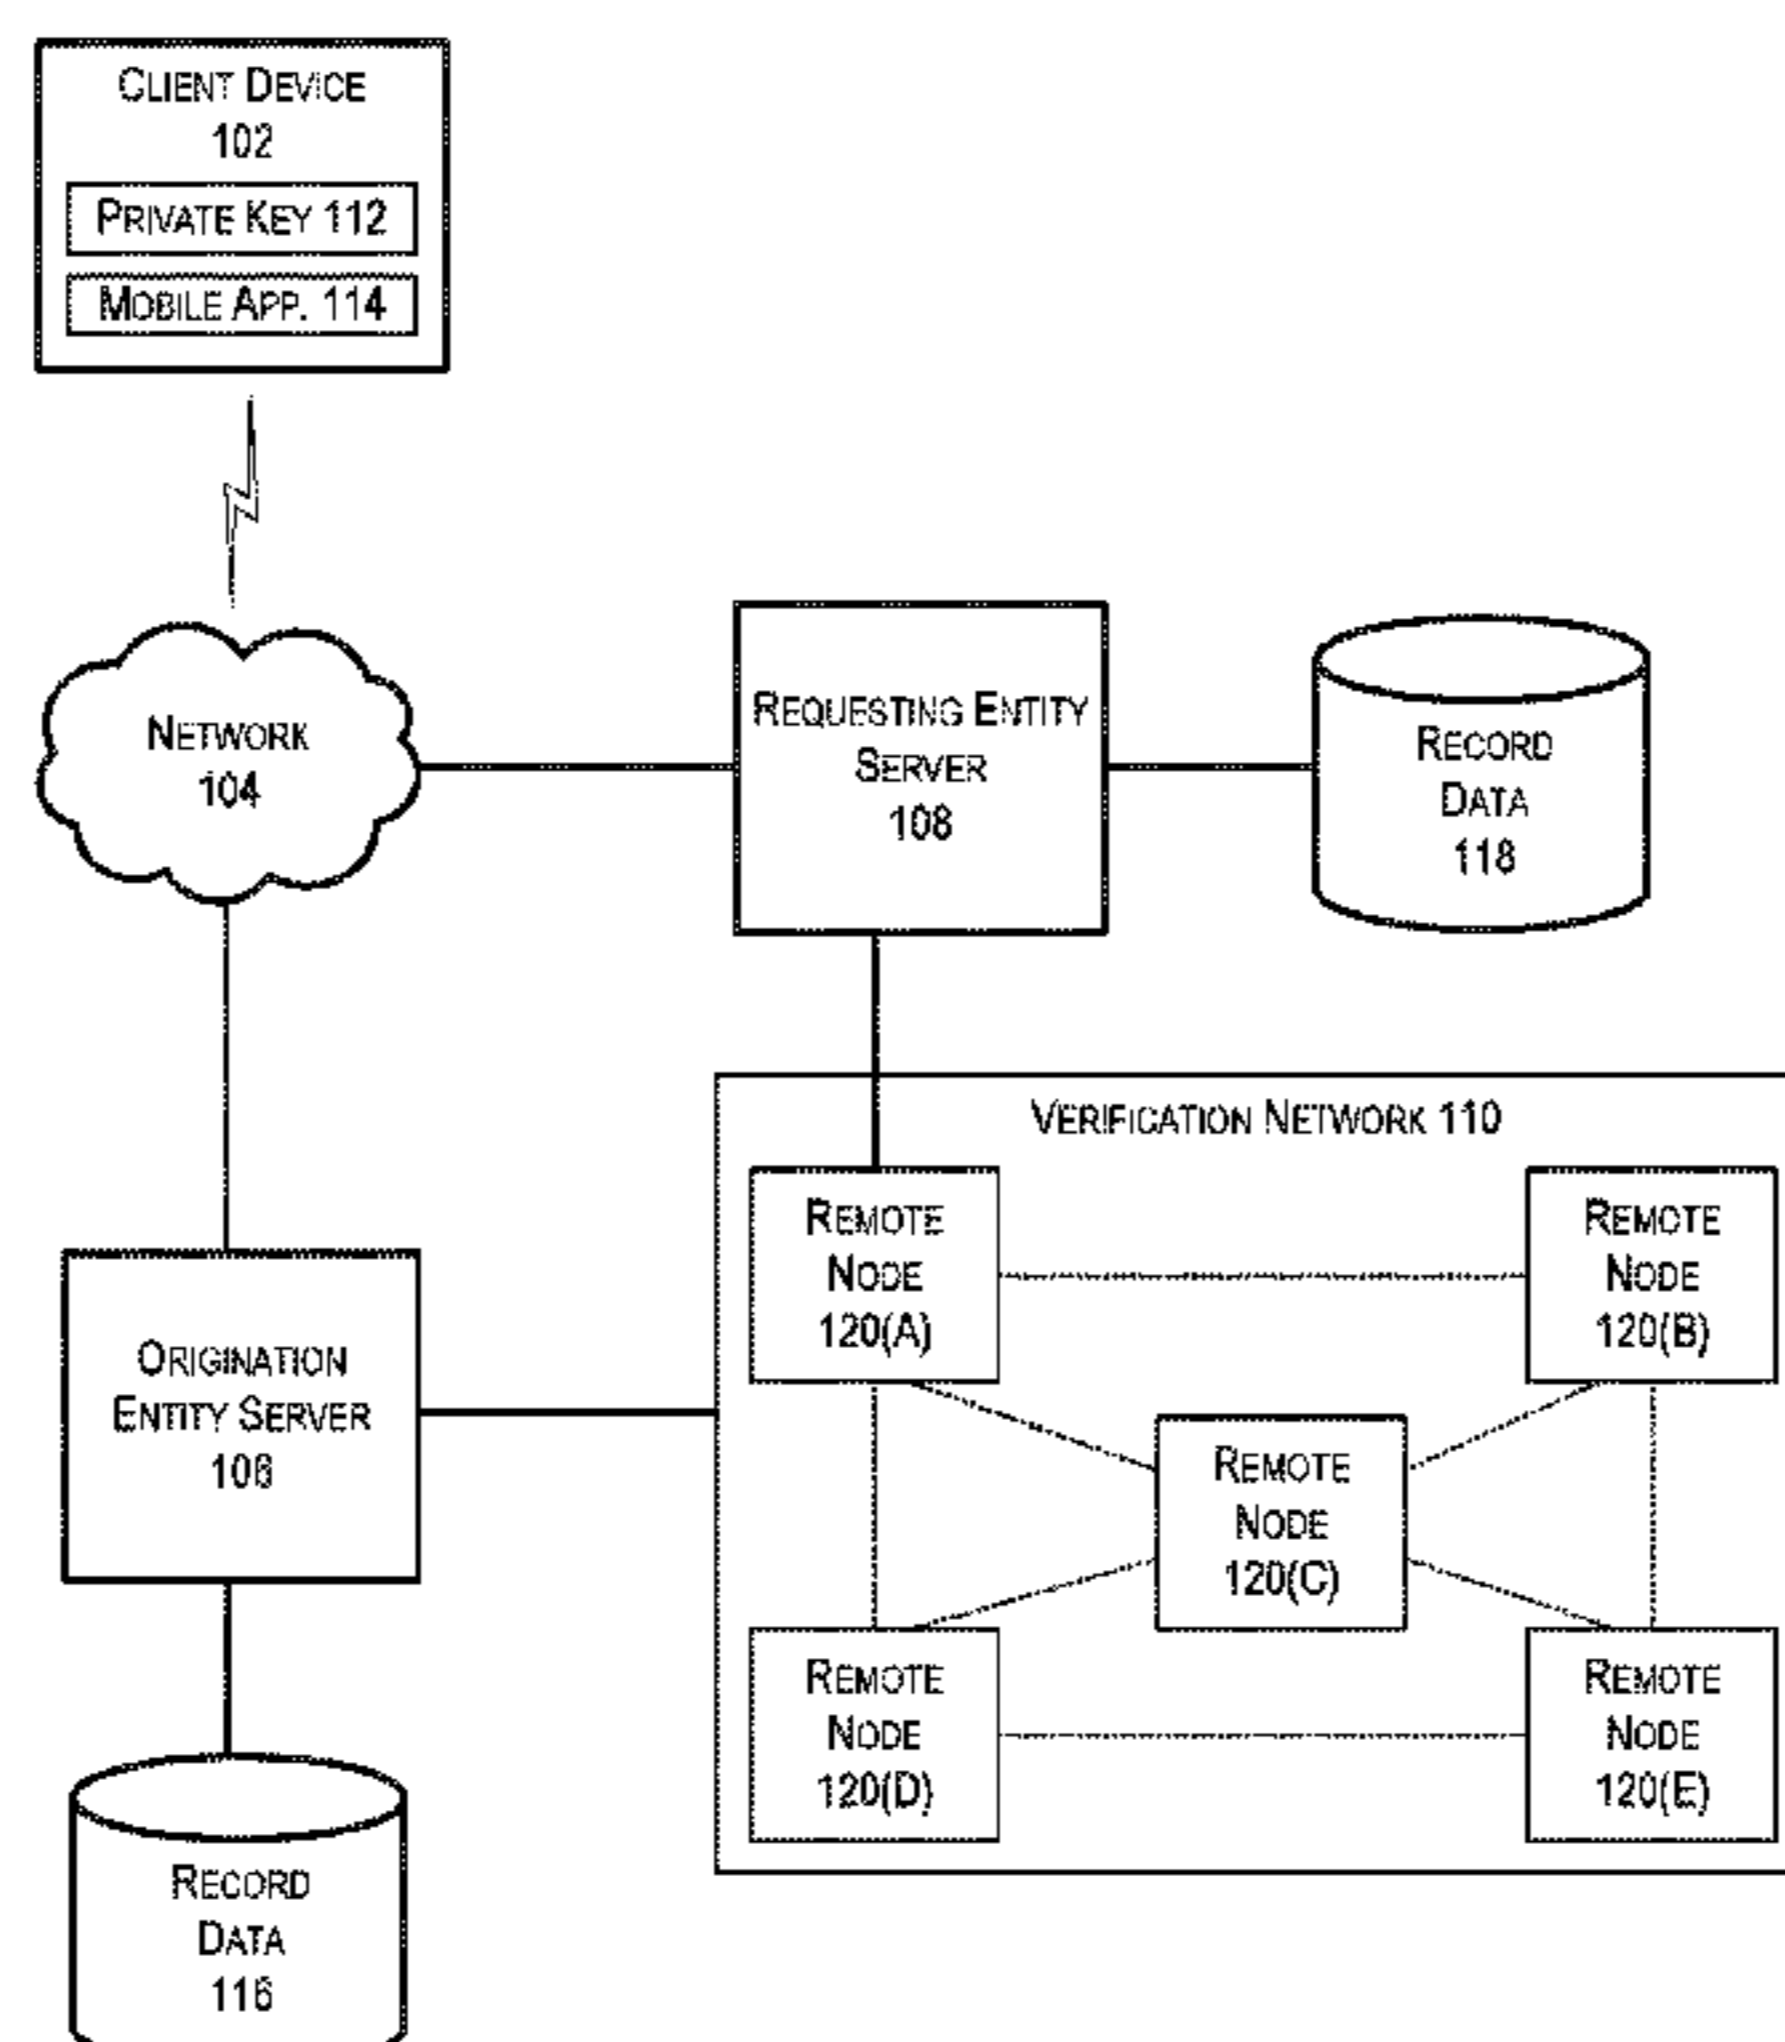 CLIENT DEVICE
102
PRIVATE KEY 112
MOBILE APP. 114
NETWORK
104
REQUESTING ENTITY
SERVER
108
RECORD
DATA
118
VERIFICATION NETWORK 110
REMOTE
NODE
120(A)
REMOTE
NODE
120(B)
ORIGINATION
ENTITY SERVER
106
REMOTE
NODE
120(C)
REMOTE
NODE
120(D)
REMOTE
NODE
120(E)
RECORD
DATA
116